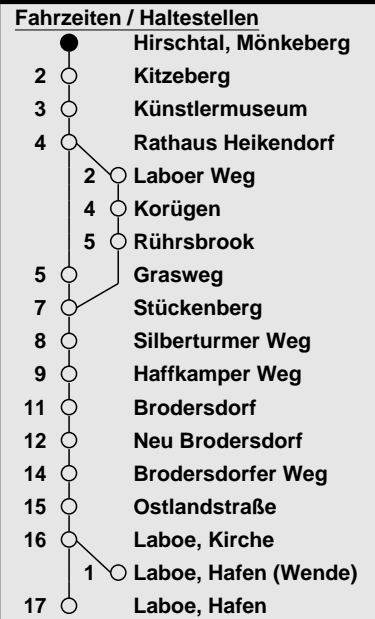 Fahrzeiten / Haltestellen
Hirschtal, Mönkeberg
2 Kitzeberg
3 Künstlermuseum
4 Rathaus Heikendorf
2 Laboer Weg
4 Korügen
5 Rührsbrook
5 Grasweg
7 Stückenberg
8 Silberturmer Weg
9 Haffkamper Weg
11 Brodersdorf
12 Neu Brodersdorf
14 Brodersdorfer Weg
15 Ostlandstraße
16 Laboe, Kirche
1 Laboe, Hafen (Wende)
17 Laboe, Hafen